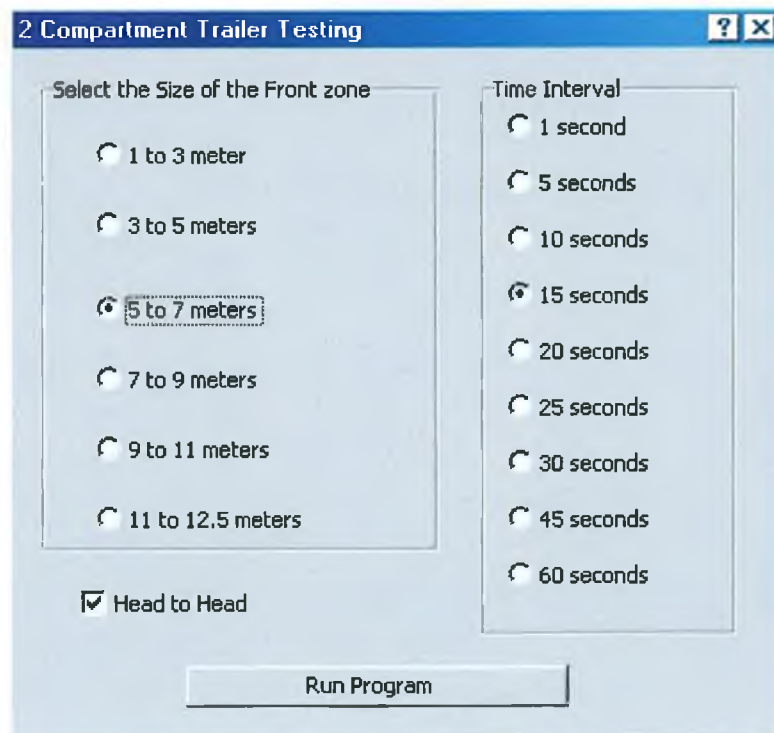 2 Compartment Trailer Testing
Select the Size of the Front zone
1 to 3 meter
3 to 5 meters
5 to 7 meters
7 to 9 meters
9 to 11 meters
11 to 12.5 meters
Head to Head
Time Interval
1 second
5 seconds
10 seconds
15 seconds
20 seconds
25 seconds
30 seconds
45 seconds
60 seconds
Run Program